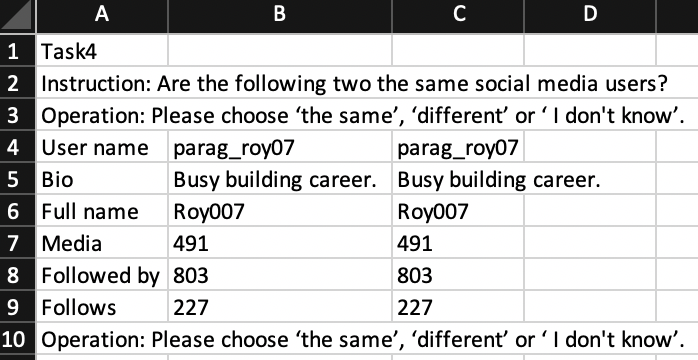 A B C D
1 Task4
2 Instruction: Are the following two the same social media users?
3 Operation: Please choose ‘the same’, ‘different’ or ‘ I don't know’.
4 User name parag_roy07 parag_roy07
5 Bio Busy building career. Busy building career.
6 Full name Roy007 Roy007
7 Media 491 491
8 Followed by 803 803
9 Follows 227 227
10 Operation: Please choose ‘the same’, ‘different’ or ‘ I don't know’.